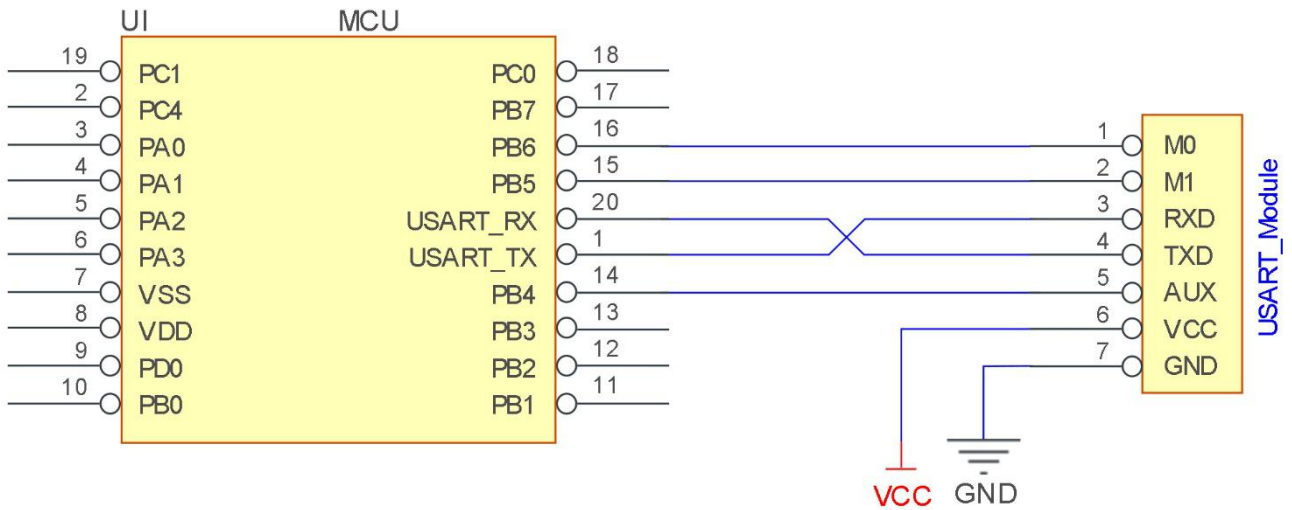 UI MCU
19 PC1 PC0 18
2 PC4 PB7 17
3 PA0 PB6 16 1 M0
4 PA1 PB5 15 2 M1
5 PA2 USART_RX 20 3 RXD
6 PA3 USART_TX 1 4 TXD
7 VSS PB4 14 5 AUX
8 VDD PB3 13 6 VCC
9 PD0 PB2 12 7 GND
10 PB0 PB1 11
USART_Module
VCC GND